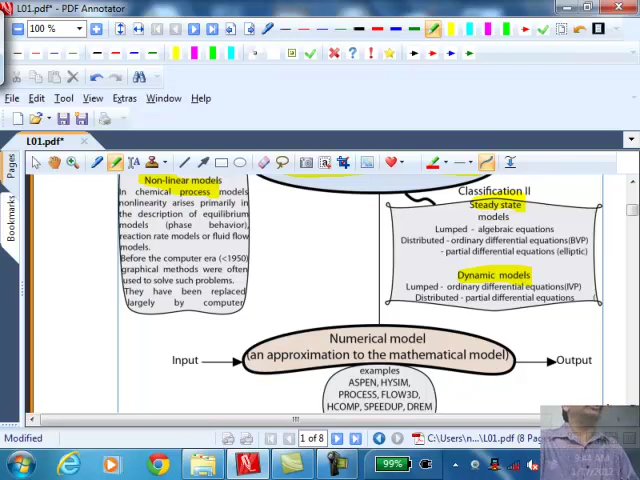 L01.pdf* - PDF Annotator
100 %
File Edit Tool View Extras Window Help
L01.pdf*
Pages
Bookmarks
Non-linear models
In chemical process models
nonlinearity arises primarily in
the description of equilibrium
models (phase behavior),
reaction rate models or fluid flow
models.
Before the computer era (<1950)
graphical methods were often
used to solve such problems.
They have been replaced
largely by computer
Classification II
Steady state
models
Lumped - algebraic equations
Distributed - ordinary differential equations(BVP)
- partial differential equations (elliptic)
Dynamic models
Lumped - ordinary differential equations(IVP)
Distributed - partial differential equations
Numerical model
(an approximation to the mathematical model)
Input
Output
examples
ASPEN, HYSIM,
PROCESS, FLOW3D,
HCOMP, SPEEDUP, DREM
Modified
1 of 8
C:\Users\n...\L01.pdf (8 Pages
99%